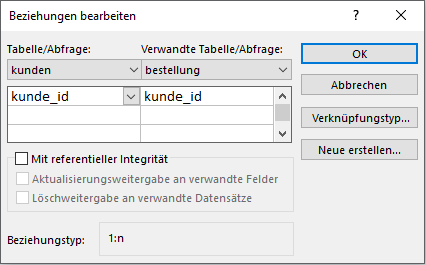 Beziehungen bearbeiten ? ×
Tabelle/Abfrage: Verwandte Tabelle/Abfrage:
kunden bestellung
kunde_id kunde_id
OK
Abbrechen
Verknüpfungstyp...
Neue erstellen...
Mit referentieller Integrität
Aktualisierungsweitergabe an verwandte Felder
Löschweitergabe an verwandte Datensätze
Beziehungstyp: 1:n